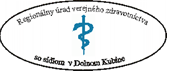 Regionálny úrad verejného zdravotníctva
so sídlom v Dolnom Kubíne